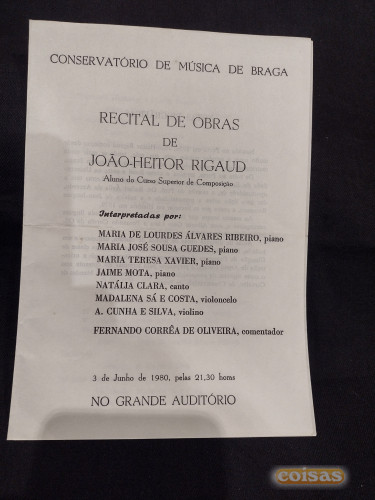 CONSERVATÓRIO DE MÚSICA DE BRAGA
RECITAL DE OBRAS
DE
JOÃO-HEITOR RIGAUD
Aluno do Curso Superior de Composição
Interpretadas por:
MARIA DE LOURDES ÁLVARES RIBEIRO, piano
MARIA JOSÉ SOUSA GUEDES, piano
MARIA TERESA XAVIER, piano
JAIME MOTA, piano
NATÁLIA CLARA, canto
MADALENA SÁ E COSTA, violoncelo
A. CUNHA E SILVA, violino
FERNANDO CORRÊA DE OLIVEIRA, comentador
3 de Junho de 1980, pelas 21,30 horas
NO GRANDE AUDITÓRIO
coisas